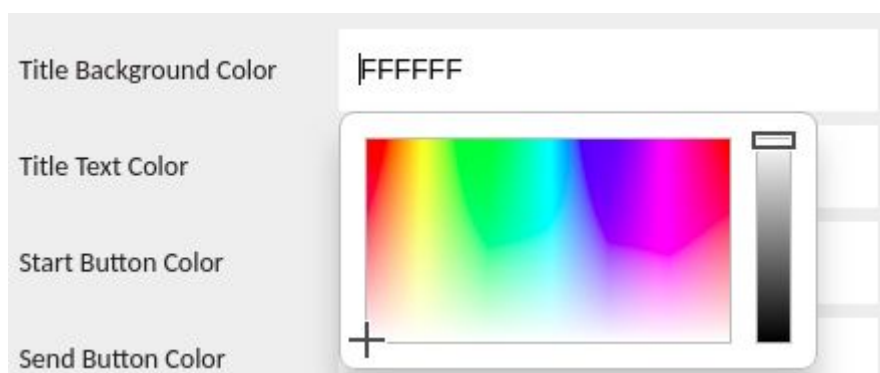 Title Background Color
FFFFFF
Title Text Color
Start Button Color
Send Button Color